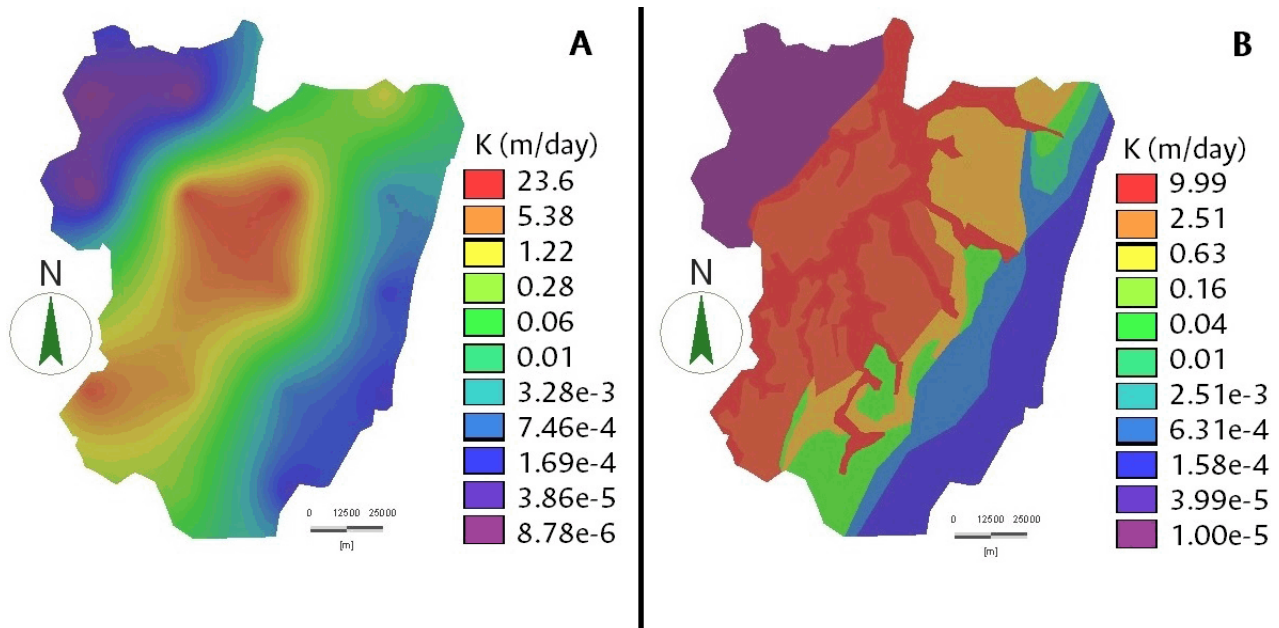 A
K (m/day)
23.6
5.38
1.22
0.28
0.06
0.01
3.28e-3
7.46e-4
1.69e-4
3.86e-5
8.78e-6
N
0 12500 25000
[m]
B
K (m/day)
9.99
2.51
0.63
0.16
0.04
0.01
2.51e-3
6.31e-4
1.58e-4
3.99e-5
1.00e-5
N
0 12500 25000
[m]